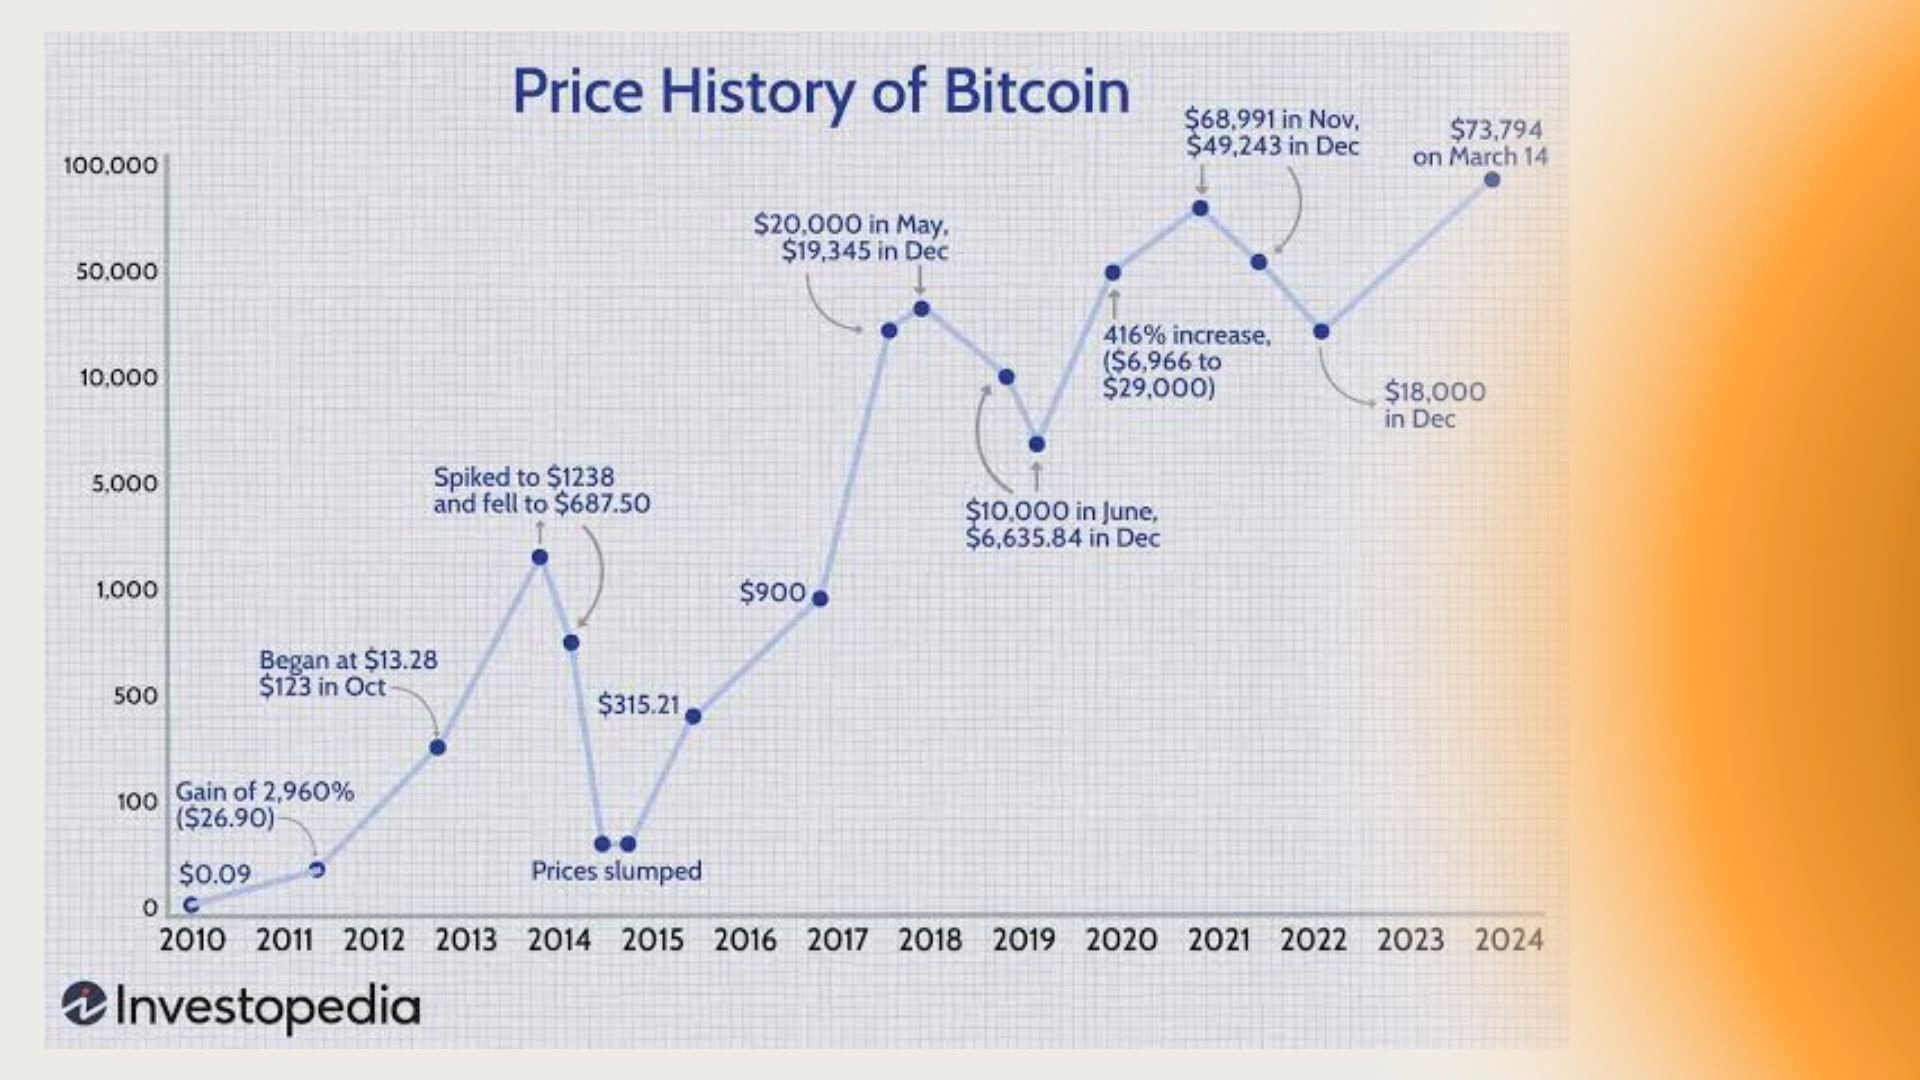 Price History of Bitcoin
$68,991 in Nov,
$49,243 in Dec
$73,794
on March 14
100,000
$20,000 in May,
$19,345 in Dec
50,000
416% increase,
($6,966 to
$29,000)
10,000
$18,000
in Dec
Spiked to $1238
and fell to $687.50
5,000
$10,000 in June,
$6,635.84 in Dec
1,000
$900
Began at $13.28
$123 in Oct
500
$315.21
Gain of 2,960%
($26.90)
100
$0.09
Prices slumped
0
2010 2011 2012 2013 2014 2015 2016 2017 2018 2019 2020 2021 2022 2023 2024
Investopedia